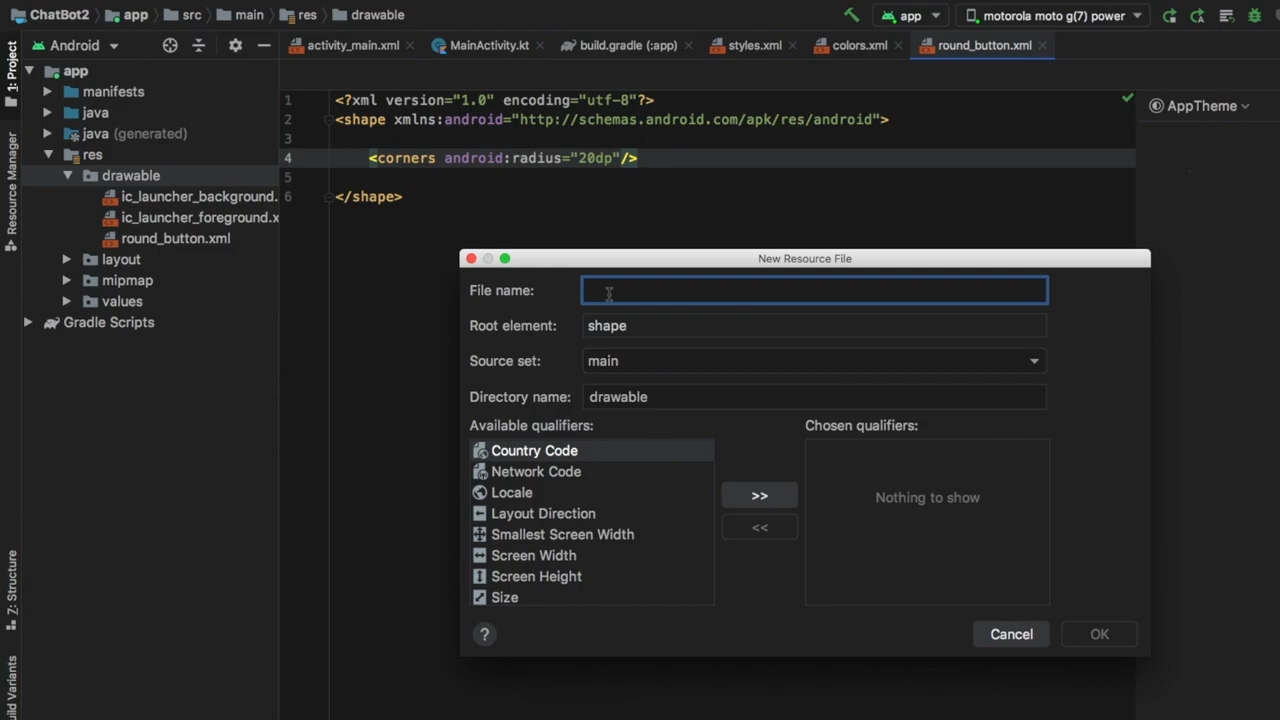 ChatBot2 app src main res drawable app motorola moto g(7) power
1: Project Android activity_main.xml MainActivity.kt build.gradle (:app) styles.xml colors.xml round_button.xml
app
manifests
java
java (generated)
res
drawable
ic_launcher_background.
ic_launcher_foreground.x
round_button.xml
layout
mipmap
values
Gradle Scripts
Resource Manager
Z: Structure
Build Variants
1 <?xml version="1.0" encoding="utf-8"?>
2 <shape xmlns:android="http://schemas.android.com/apk/res/android">
3
4 <corners android:radius="20dp"/>
5
6 </shape>
AppTheme
New Resource File
File name:
Root element: shape
Source set: main
Directory name: drawable
Available qualifiers: Chosen qualifiers:
Country Code
Network Code
Locale
Layout Direction
Smallest Screen Width
Screen Width
Screen Height
Size
>>
<<
Nothing to show
? Cancel OK